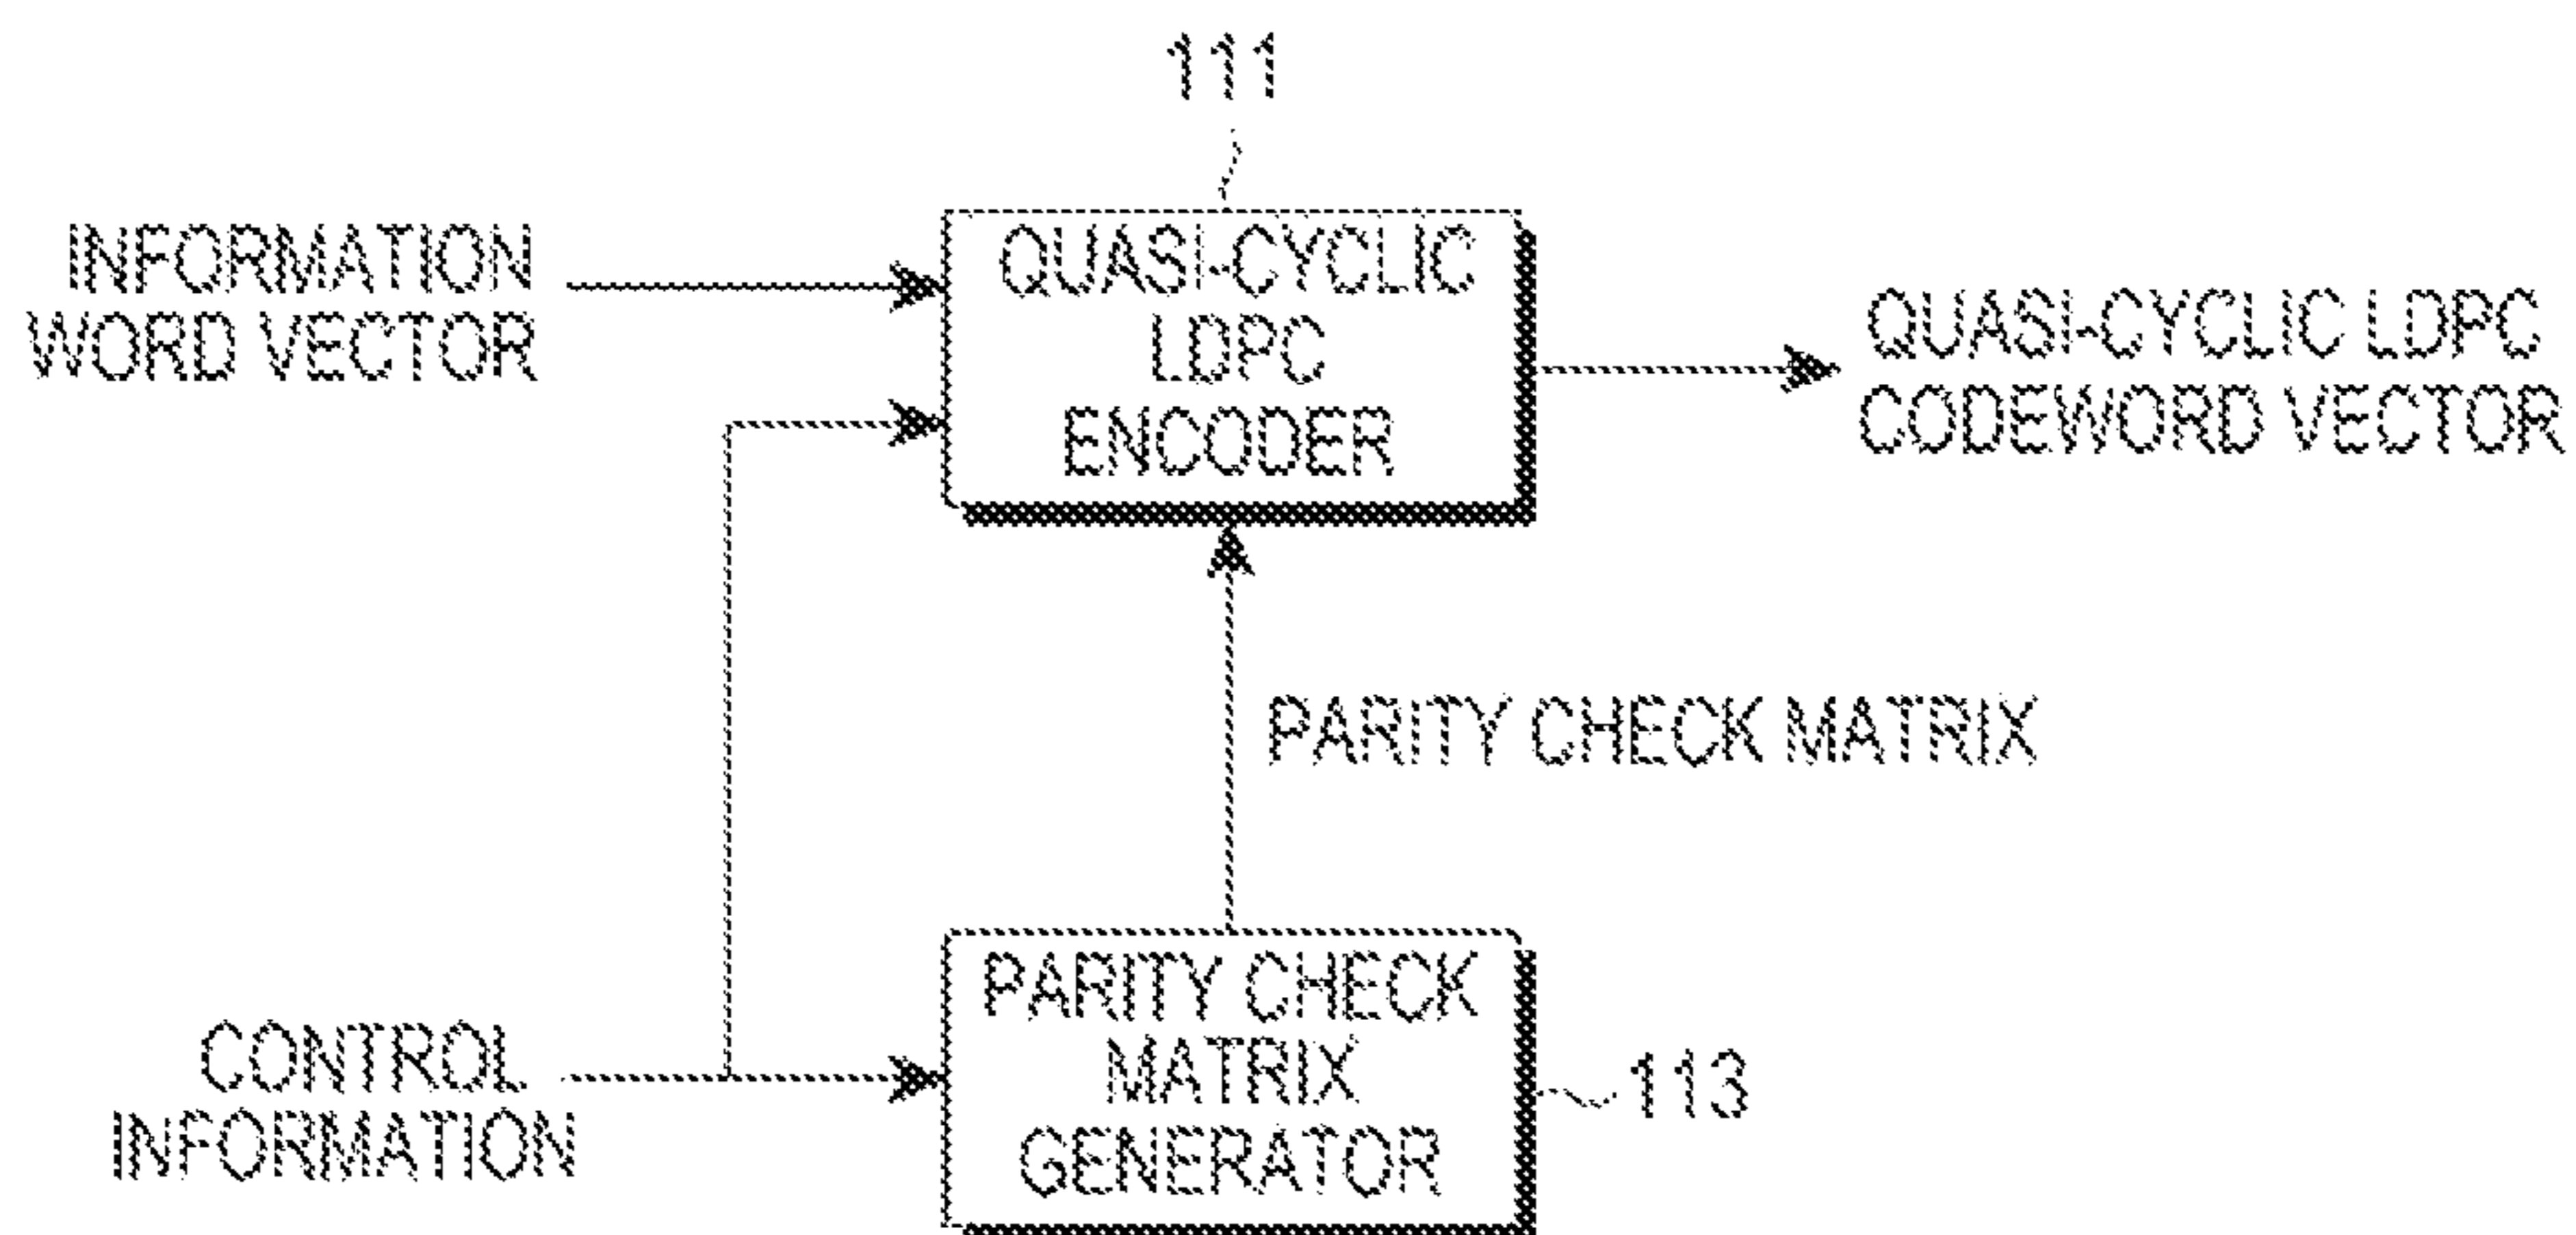 111
INFORMATION
WORD VECTOR
QUASI-CYCLIC
LDPC
ENCODER
QUASI-CYCLIC LDPC
CODEWORD VECTOR
PARITY CHECK MATRIX
CONTROL
INFORMATION
PARITY CHECK
MATRIX
GENERATOR
113